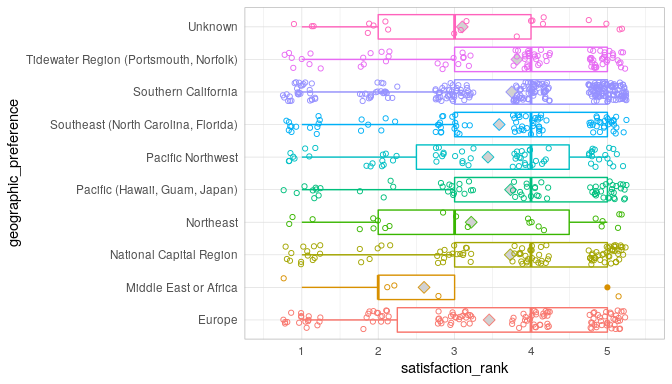 Unknown
Tidewater Region (Portsmouth, Norfolk)
Southern California
Southeast (North Carolina, Florida)
Pacific Northwest
Pacific (Hawaii, Guam, Japan)
Northeast
National Capital Region
Middle East or Africa
Europe
geographic_preference
1 2 3 4 5
satisfaction_rank